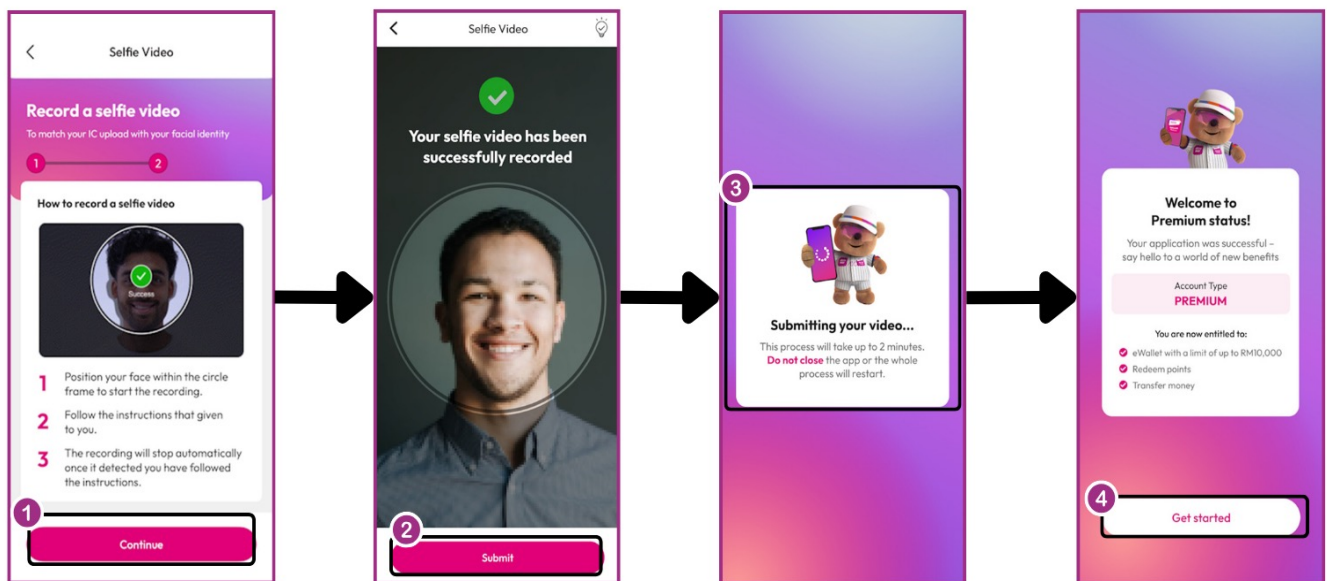 Selfie Video
Record a selfie video
To match your IC upload with your facial identity
1
2
How to record a selfie video
Success
1 Position your face within the circle
frame to start the recording.
2 Follow the instructions that given
to you.
3 The recording will stop automatically
once it detected you have followed
the instructions.
1
Continue
Selfie Video
Your selfie video has been
successfully recorded
2
Submit
3
Submitting your video...
This process will take up to 2 minutes.
Do not close the app or the whole
process will restart.
Welcome to
Premium status!
Your application was successful –
say hello to a world of new benefits
Account Type
PREMIUM
You are now entitled to:
eWallet with a limit of up to RM10,000
Redeem points
Transfer money
4
Get started